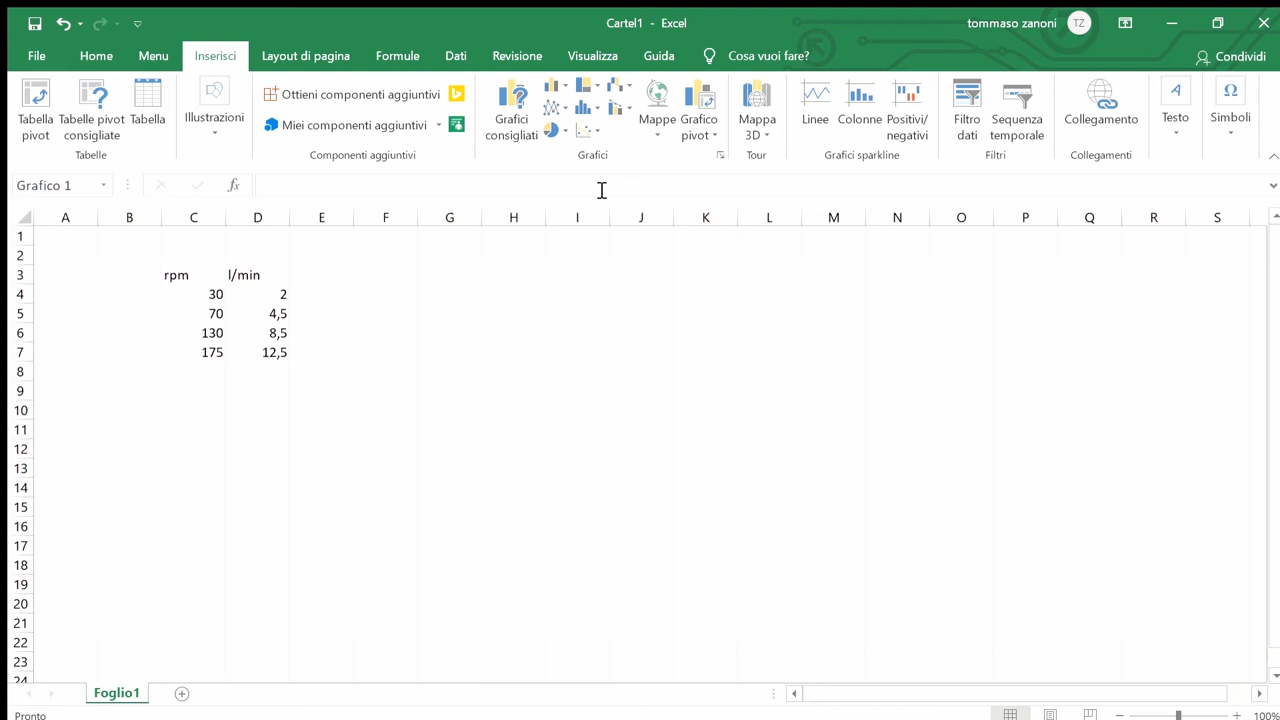 Cartel1 - Excel
tommaso zanoni TZ
File Home Menu Inserisci Layout di pagina Formule Dati Revisione Visualizza Guida Cosa vuoi fare? Condividi
Tabella pivot
Tabelle pivot consigliate
Tabella
Tabelle
Illustrazioni
Ottieni componenti aggiuntivi
Miei componenti aggiuntivi
Componenti aggiuntivi
Grafici consigliati
Mappe
Grafico pivot
Grafici
Mappa 3D
Tour
Linee
Colonne
Positivi/ negativi
Grafici sparkline
Filtro dati
Sequenza temporale
Filtri
Collegamento
Collegamenti
Testo
Simboli
Grafico 1 fx
A B C D E F G H I J K L M N O P Q R S
1
2
3 rpm l/min
4 30 2
5 70 4,5
6 130 8,5
7 175 12,5
8
9
10
11
12
13
14
15
16
17
18
19
20
21
22
23
24
Foglio1
Pronto
100%